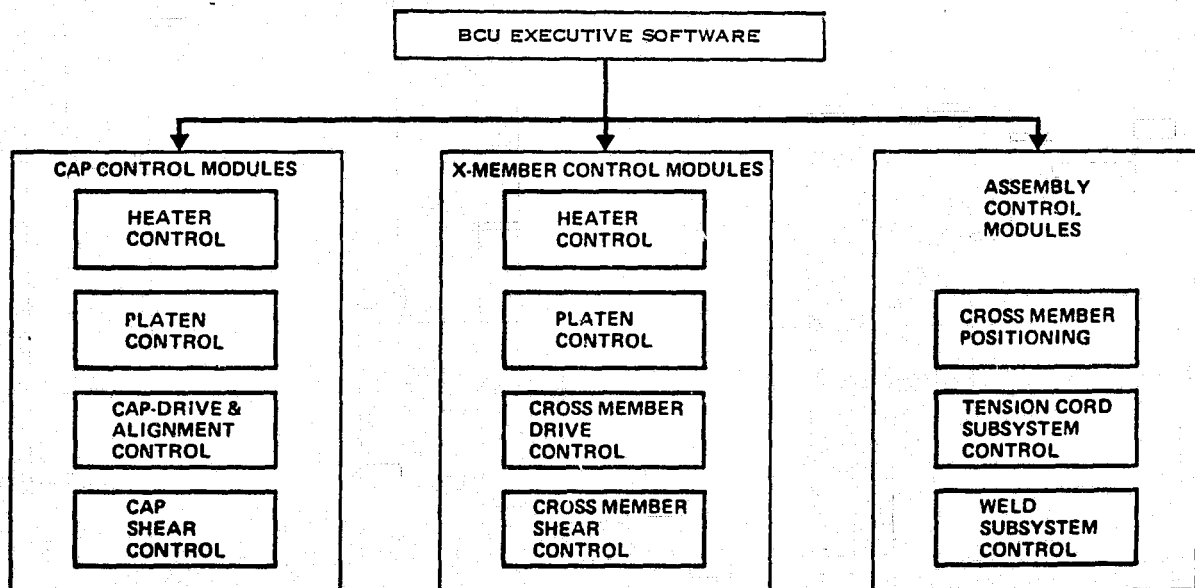 BCU EXECUTIVE SOFTWARE
CAP CONTROL MODULES
HEATER
CONTROL
PLATEN
CONTROL
CAP-DRIVE &
ALIGNMENT
CONTROL
CAP
SHEAR
CONTROL
X-MEMBER CONTROL MODULES
HEATER
CONTROL
PLATEN
CONTROL
CROSS MEMBER
DRIVE
CONTROL
CROSS MEMBER
SHEAR
CONTROL
ASSEMBLY
CONTROL
MODULES
CROSS MEMBER
POSITIONING
TENSION CORD
SUBSYSTEM
CONTROL
WELD
SUBSYSTEM
CONTROL